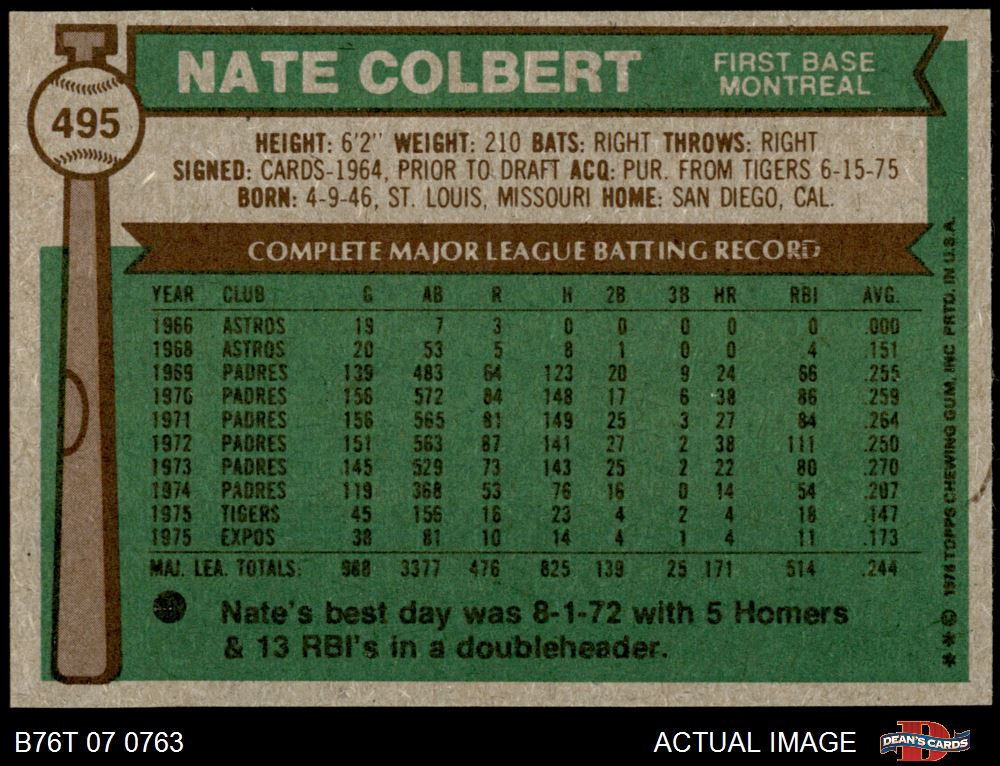 NATE COLBERT
FIRST BASE
MONTREAL
495
HEIGHT: 6'2" WEIGHT: 210 BATS: RIGHT THROWS: RIGHT
SIGNED: CARDS-1964, PRIOR TO DRAFT ACQ: PUR. FROM TIGERS 6-15-75
BORN: 4-9-46, ST. LOUIS, MISSOURI HOME: SAN DIEGO, CAL.
COMPLETE MAJOR LEAGUE BATTING RECORD
YEAR CLUB G AB R H 2B 3B HR RBI AVG.
1966 ASTROS 19 7 3 0 0 0 0 0 .000
1968 ASTROS 20 53 5 8 1 0 0 4 .151
1969 PADRES 139 483 64 123 20 9 24 66 .255
1970 PADRES 156 572 84 148 17 6 38 86 .259
1971 PADRES 156 565 81 149 25 3 27 84 .264
1972 PADRES 151 563 87 141 27 2 38 111 .250
1973 PADRES 145 529 73 143 25 2 22 80 .270
1974 PADRES 119 368 53 76 16 0 14 54 .207
1975 TIGERS 45 156 16 23 4 2 4 18 .147
1975 EXPOS 38 81 10 14 4 1 4 11 .173
MAJ. LEA. TOTALS: 988 3377 476 825 139 25 171 514 .244
Nate's best day was 8-1-72 with 5 Homers
& 13 RBI's in a doubleheader.
**© 1976 TOPPS CHEWING GUM, INC PRTD. IN U.S.A.
B76T 07 0763
ACTUAL IMAGE
D
DEAN'S CARDS